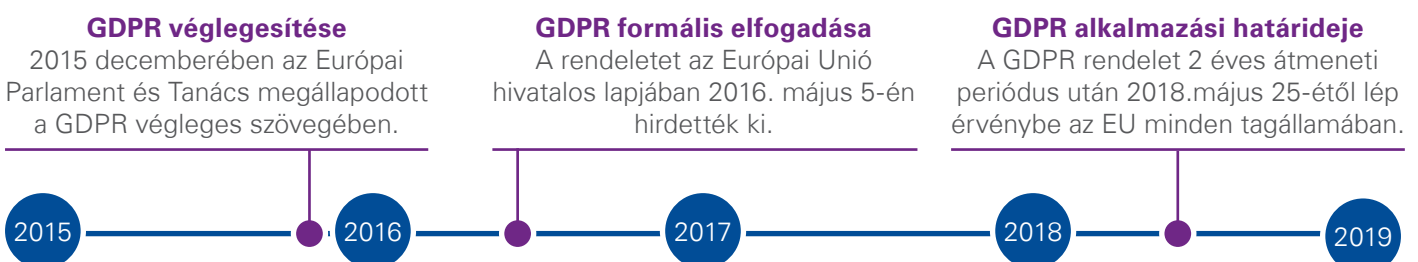 GDPR véglegesítése
2015 decemberében az Európai
Parlament és Tanács megállapodott
a GDPR végleges szövegében.
GDPR formális elfogadása
A rendeletet az Európai Unió
hivatalos lapjában 2016. május 5-én
hirdették ki.
GDPR alkalmazási határideje
A GDPR rendelet 2 éves átmeneti
periódus után 2018.május 25-étől lép
érvénybe az EU minden tagállamában.
2015
2016
2017
2018
2019